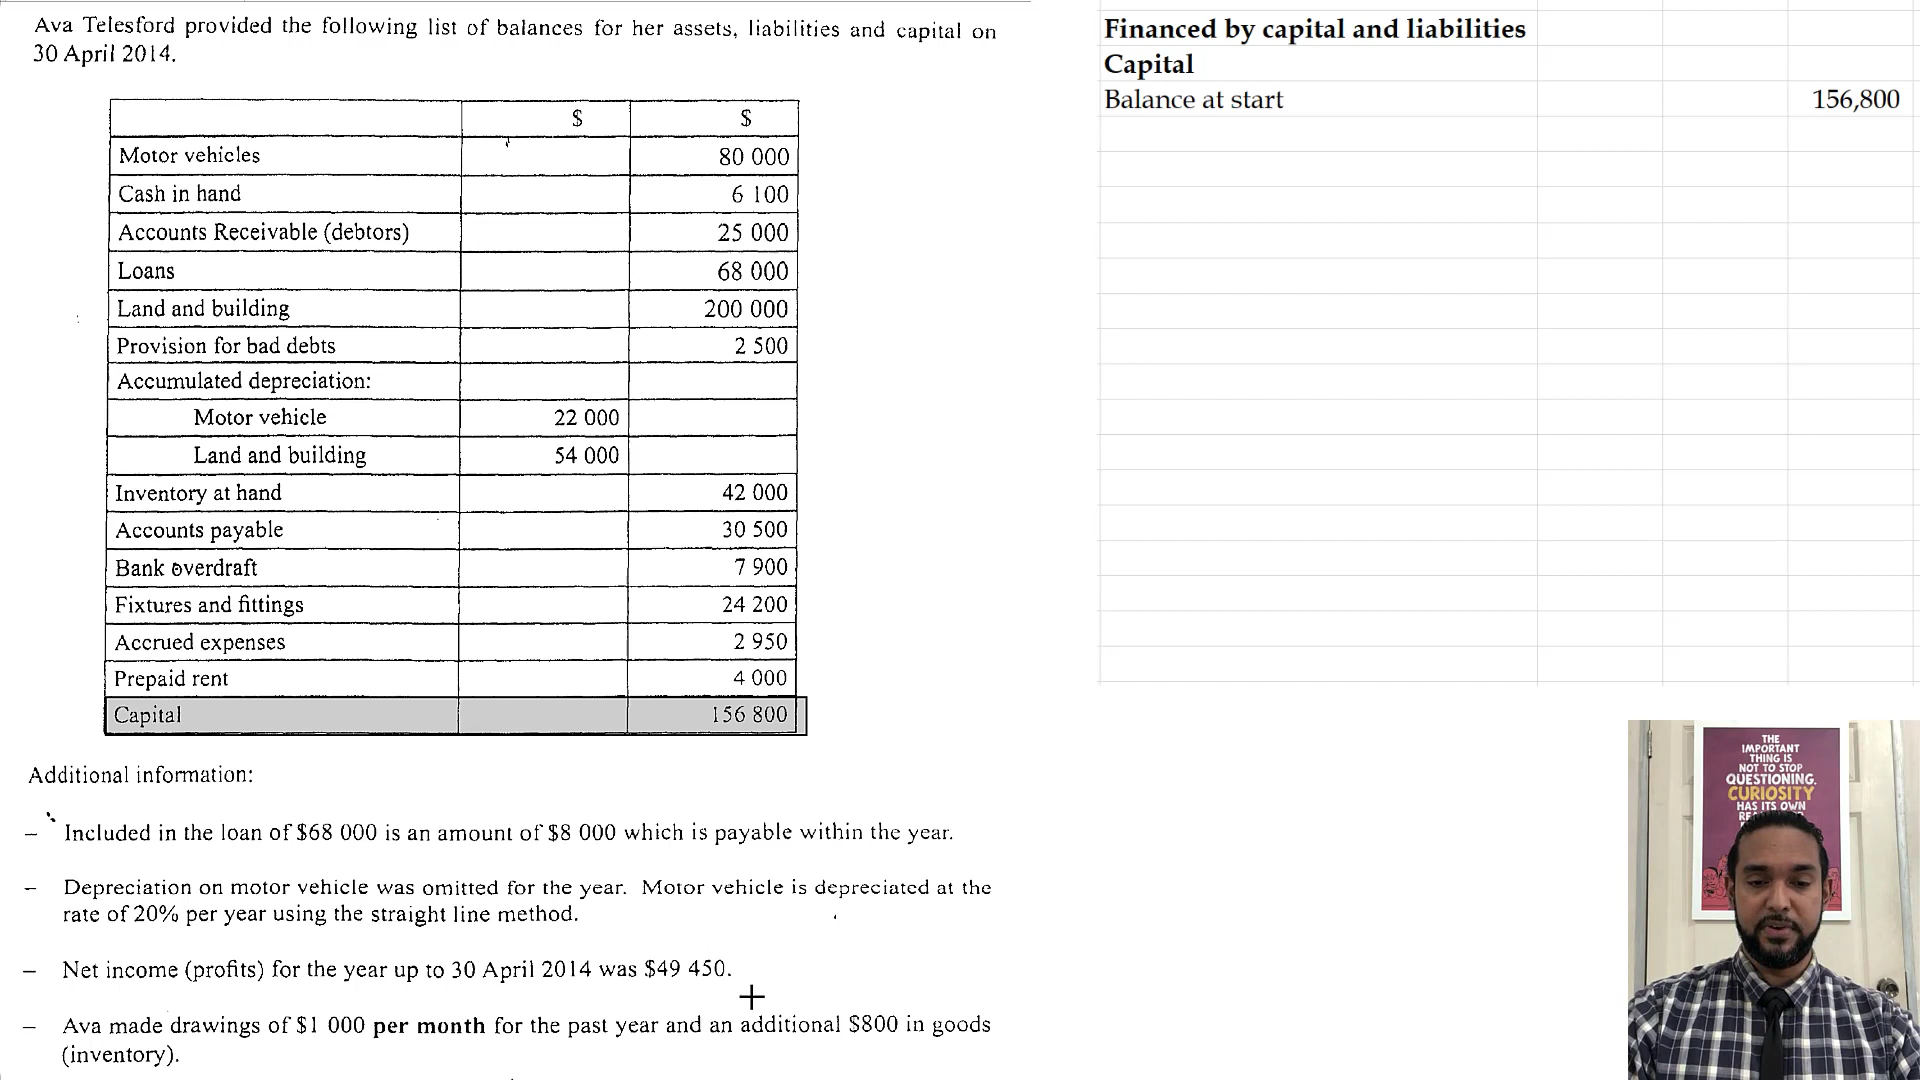 Ava Telesford provided the following list of balances for her assets, liabilities and capital on
30 April 2014.
$ $
Motor vehicles 80 000
Cash in hand 6 100
Accounts Receivable (debtors) 25 000
Loans 68 000
Land and building 200 000
Provision for bad debts 2 500
Accumulated depreciation:
Motor vehicle 22 000
Land and building 54 000
Inventory at hand 42 000
Accounts payable 30 500
Bank overdraft 7 900
Fixtures and fittings 24 200
Accrued expenses 2 950
Prepaid rent 4 000
Capital 156 800
Additional information:
– Included in the loan of $68 000 is an amount of $8 000 which is payable within the year.
– Depreciation on motor vehicle was omitted for the year. Motor vehicle is depreciated at the
rate of 20% per year using the straight line method.
– Net income (profits) for the year up to 30 April 2014 was $49 450.
– Ava made drawings of $1 000 per month for the past year and an additional $800 in goods
(inventory).
Financed by capital and liabilities
Capital
Balance at start 156,800
THE
IMPORTANT
THING IS
NOT TO STOP
QUESTIONING.
CURIOSITY
HAS ITS OWN